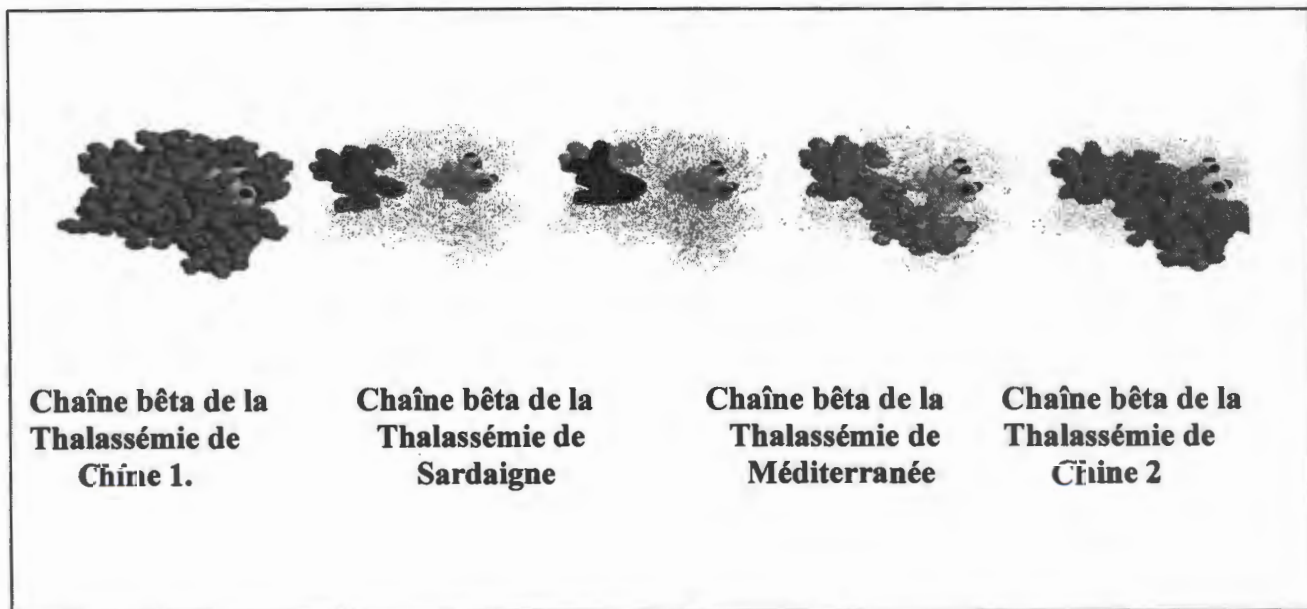 Chaîne bêta de la
Thalassémie de
Chine 1.
Chaîne bêta de la
Thalassémie de
Sardaigne
Chaîne bêta de la
Thalassémie de
Méditerranée
Chaîne bêta de la
Thalassémie de
Chine 2